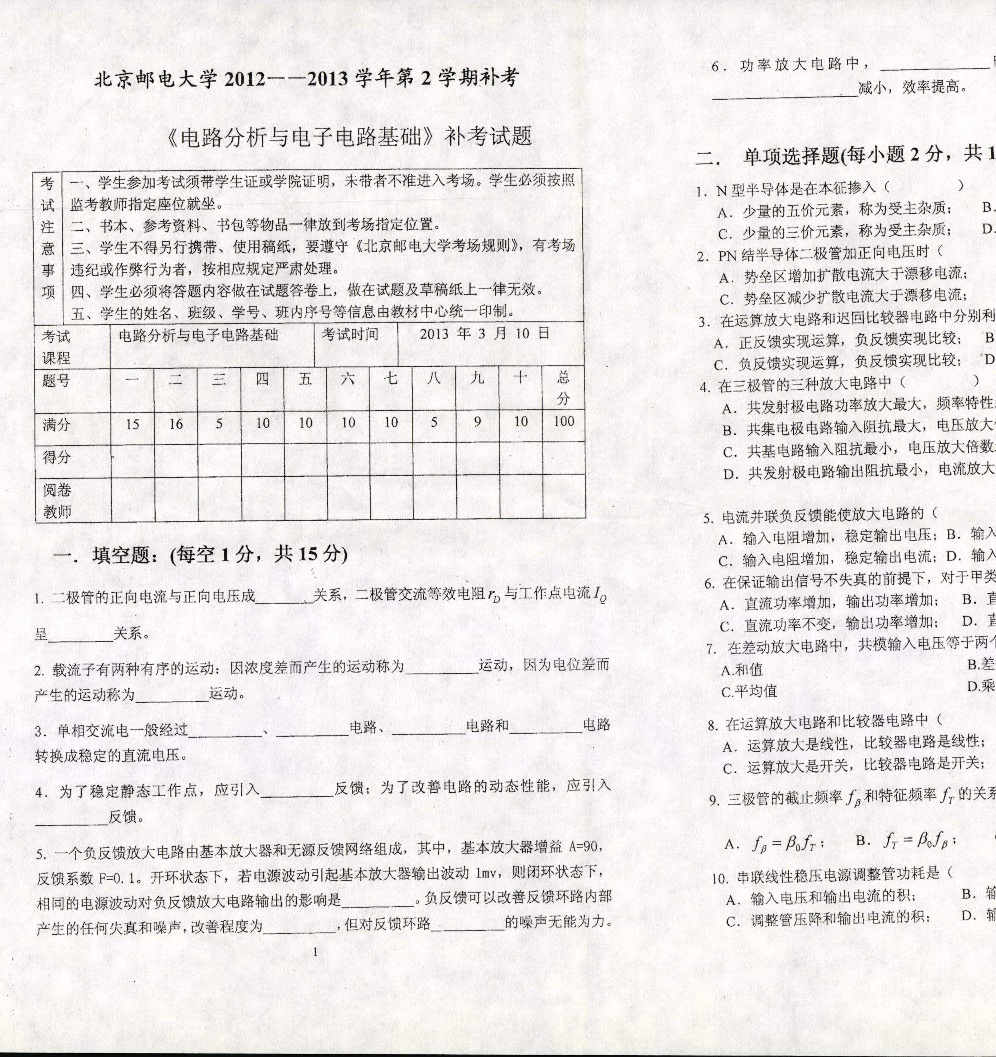 北京邮电大学 2012——2013 学年第 2 学期补考
《电路分析与电子电路基础》补考试题
考试注意事项
一、学生参加考试须带学生证或学院证明，未带者不准进入考场。学生必须按照
监考教师指定座位就坐。
二、书本、参考资料、书包等物品一律放到考场指定位置。
三、学生不得另行携带、使用稿纸，要遵守《北京邮电大学考场规则》，有考场
违纪或作弊行为者，按相应规定严肃处理。
四、学生必须将答题内容做在试题答卷上，做在试题及草稿纸上一律无效。
五、学生的姓名、班级、学号、班内序号等信息由教材中心统一印制。
考试课程 电路分析与电子电路基础 考试时间 2013 年 3 月 10 日
题号 一 二 三 四 五 六 七 八 九 十 总分
满分 15 16 5 10 10 10 10 5 9 10 100
得分
阅卷教师
一．填空题：(每空 1 分，共 15 分)
1. 二极管的正向电流与正向电压成______关系，二极管交流等效电阻 r_D 与工作点电流 I_Q
呈_______关系。
2. 载流子有两种有序的运动：因浓度差而产生的运动称为________运动，因为电位差而
产生的运动称为________运动。
3．单相交流电一般经过________、________电路、________电路和________电路
转换成稳定的直流电压。
4．为了稳定静态工作点，应引入________反馈；为了改善电路的动态性能，应引入
________反馈。
5. 一个负反馈放大电路由基本放大器和无源反馈网络组成，其中，基本放大器增益 A=90，
反馈系数 F=0.1。开环状态下，若电源波动引起基本放大器输出波动 1mv，则闭环状态下，
相同的电源波动对负反馈放大电路输出的影响是________。负反馈可以改善反馈环路内部
产生的任何失真和噪声,改善程度为________,但对反馈环路________的噪声无能为力。
1
6．功率放大电路中，____________
________________减小，效率提高。
二． 单项选择题(每小题 2 分，共 1
1．N 型半导体是在本征掺入（ ）
A．少量的五价元素，称为受主杂质； B.
C．少量的三价元素，称为受主杂质； D.
2．PN 结半导体二极管加正向电压时（
A．势垒区增加扩散电流大于漂移电流；
C．势垒区减少扩散电流大于漂移电流；
3．在运算放大电路和迟回比较器电路中分别利
A．正反馈实现运算，负反馈实现比较； B
C．负反馈实现运算，负反馈实现比较； D
4．在三极管的三种放大电路中（ ）
A．共发射极电路功率放大最大，频率特性
B．共集电极电路输入阻抗最大，电压放大
C．共基电路输入阻抗最小，电压放大倍数
D．共发射极电路输出阻抗最小，电流放大
5．电流并联负反馈能使放大电路的（
A．输入电阻增加，稳定输出电压；B．输入
C．输入电阻增加，稳定输出电流；D．输入
6．在保证输出信号不失真的前提下，对于甲类
A．直流功率增加，输出功率增加； B．直
C．直流功率不变，输出功率增加； D．直
7． 在差动放大电路中，共模输入电压等于两个
A.和值 B.差
C.平均值 D.乘
8．在运算放大电路和比较器电路中（
A．运算放大是线性，比较器电路是线性；
C．运算放大是开关，比较器电路是开关；
9．三极管的截止频率 f_β 和特征频率 f_T 的关系
A．f_β = β_0 f_T； B．f_T = β_0 f_β；
10．串联线性稳压电源调整管功耗是（
A．输入电压和输出电流的积； B．输
C．调整管压降和输出电流的积； D．输